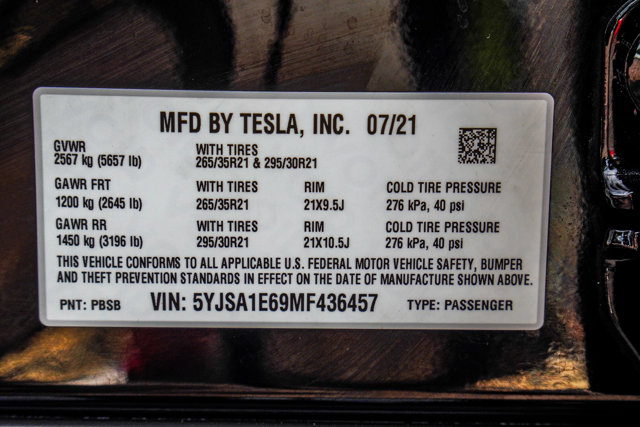 MFD BY TESLA, INC. 07/21
GVWR WITH TIRES
2567 kg (5657 lb) 265/35R21 & 295/30R21
GAWR FRT WITH TIRES RIM COLD TIRE PRESSURE
1200 kg (2645 lb) 265/35R21 21X9.5J 276 kPa, 40 psi
GAWR RR WITH TIRES RIM COLD TIRE PRESSURE
1450 kg (3196 lb) 295/30R21 21X10.5J 276 kPa, 40 psi
THIS VEHICLE CONFORMS TO ALL APPLICABLE U.S. FEDERAL MOTOR VEHICLE SAFETY, BUMPER
AND THEFT PREVENTION STANDARDS IN EFFECT ON THE DATE OF MANUFACTURE SHOWN ABOVE.
PNT: PBSB VIN: 5YJSA1E69MF436457 TYPE: PASSENGER